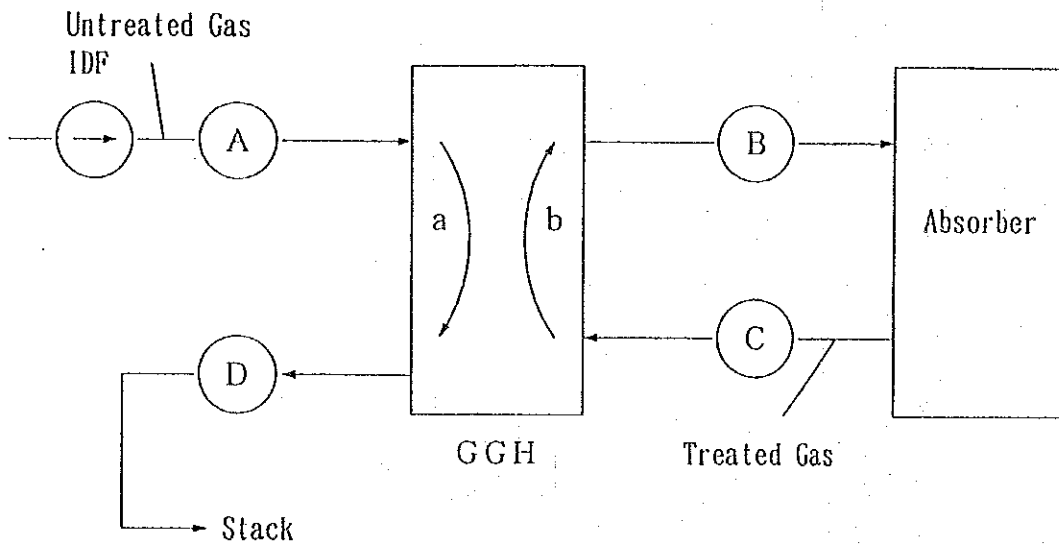 Untreated Gas
IDF
A
B
a
b
Absorber
C
D
GGH
Treated Gas
Stack